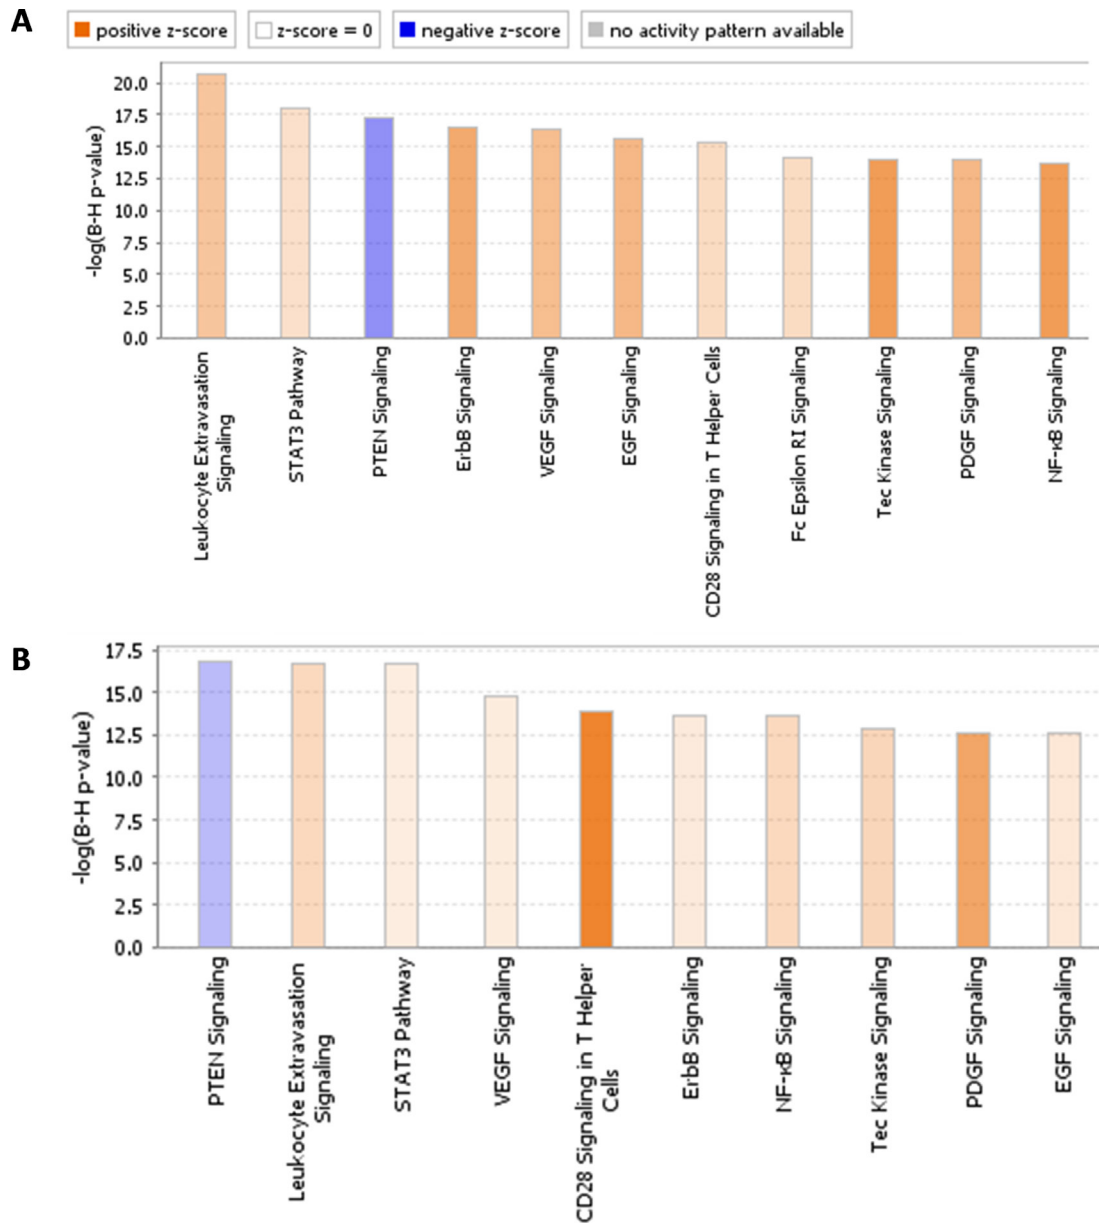 A
positive z-score
z-score = 0
negative z-score
no activity pattern available
-log(B-H p-value)
20.0
17.5
15.0
12.5
10.0
7.5
5.0
2.5
0.0
Leukocyte Extravasation
Signaling
STAT3 Pathway
PTEN Signaling
ErbB Signaling
VEGF Signaling
EGF Signaling
CD28 Signaling in T Helper Cells
Fc Epsilon RI Signaling
Tec Kinase Signaling
PDGF Signaling
NF-κB Signaling
B
-log(B-H p-value)
17.5
15.0
12.5
10.0
7.5
5.0
2.5
0.0
PTEN Signaling
Leukocyte Extravasation
Signaling
STAT3 Pathway
VEGF Signaling
CD28 Signaling in T Helper
Cells
ErbB Signaling
NF-κB Signaling
Tec Kinase Signaling
PDGF Signaling
EGF Signaling